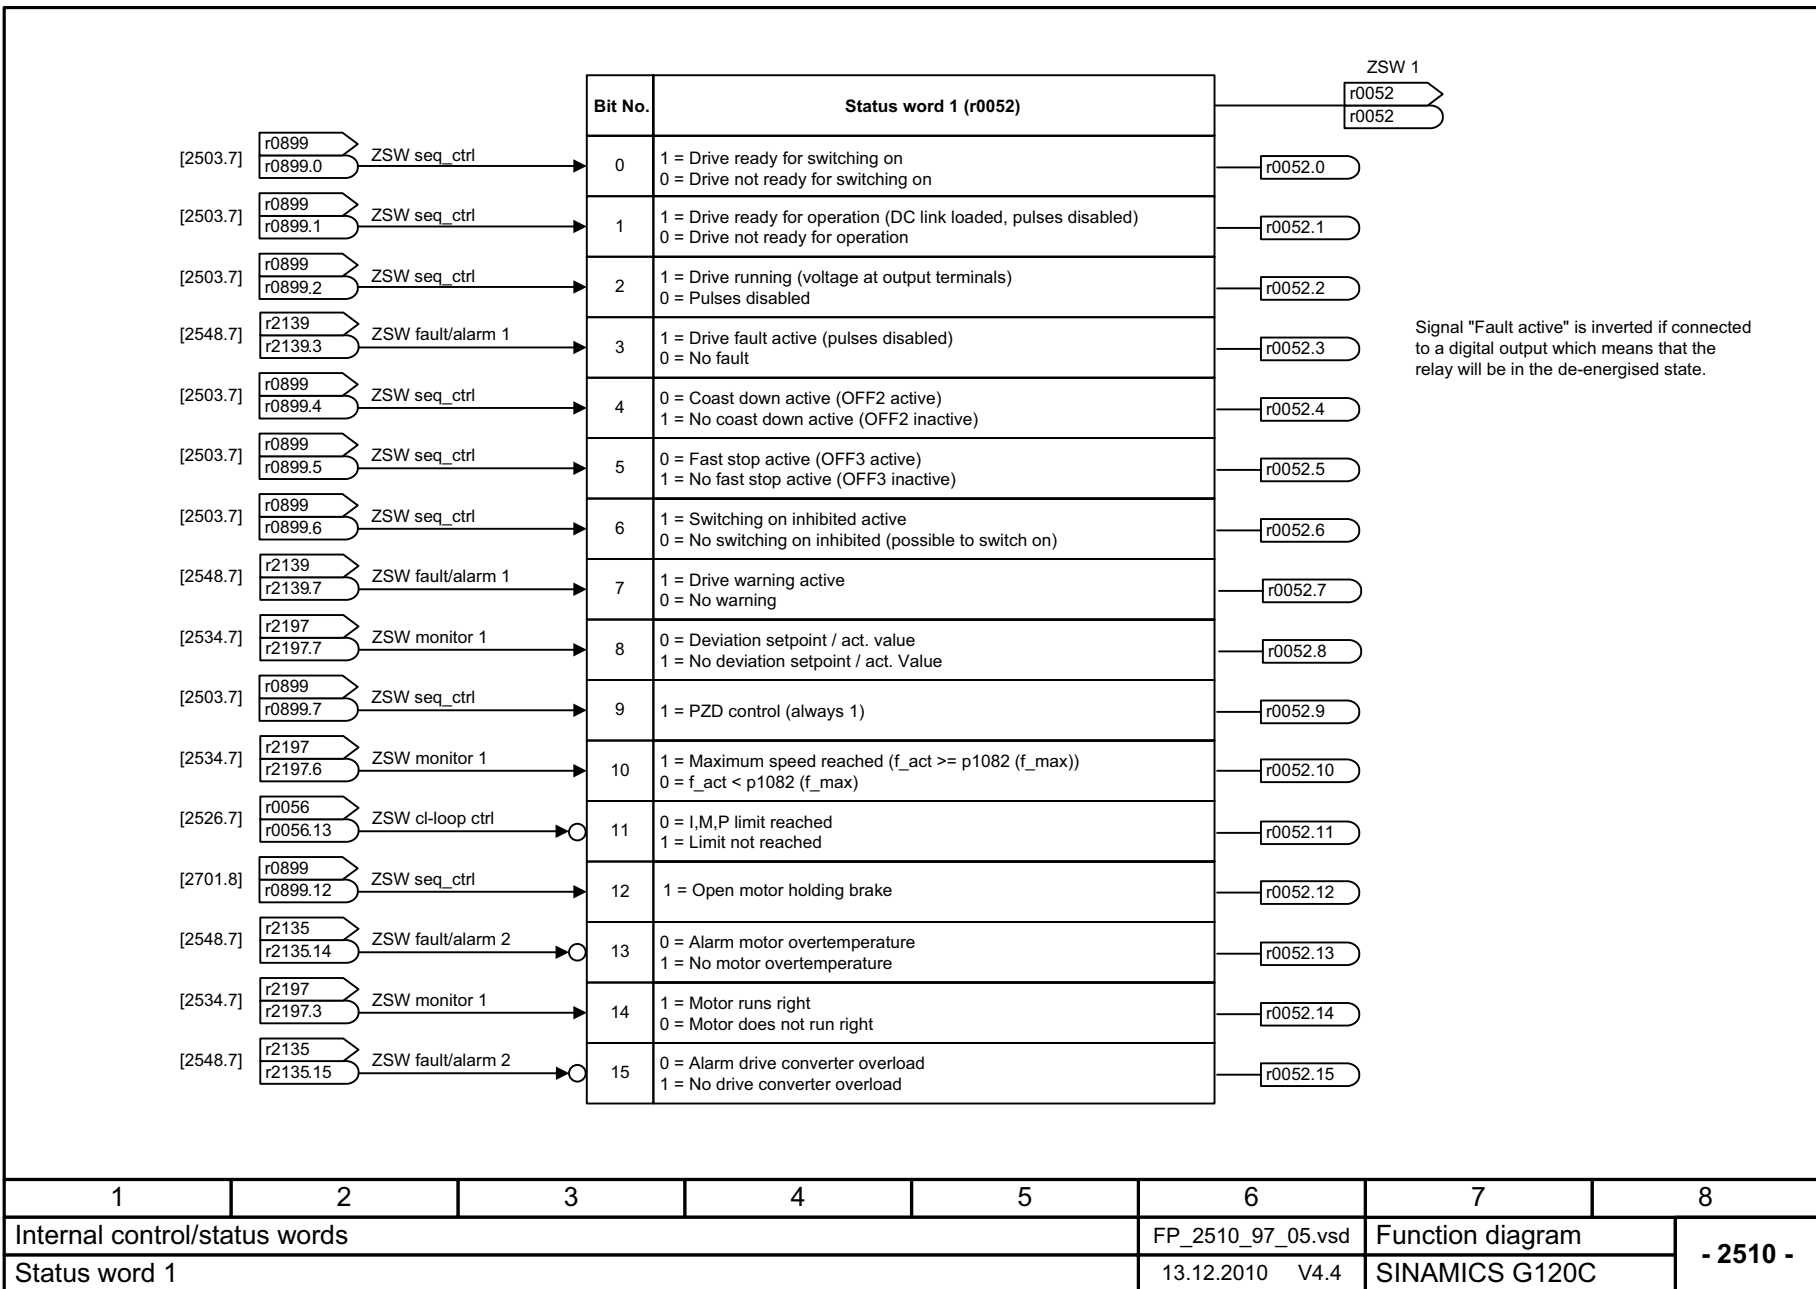 ZSW 1
r0052
r0052
Bit No. Status word 1 (r0052)
[2503.7] r0899 ZSW seq_ctrl
r0899.0
0
1 = Drive ready for switching on
0 = Drive not ready for switching on
r0052.0
[2503.7] r0899 ZSW seq_ctrl
r0899.1
1
1 = Drive ready for operation (DC link loaded, pulses disabled)
0 = Drive not ready for operation
r0052.1
[2503.7] r0899 ZSW seq_ctrl
r0899.2
2
1 = Drive running (voltage at output terminals)
0 = Pulses disabled
r0052.2
[2548.7] r2139 ZSW fault/alarm 1
r2139.3
3
1 = Drive fault active (pulses disabled)
0 = No fault
r0052.3
Signal "Fault active" is inverted if connected
to a digital output which means that the
relay will be in the de-energised state.
[2503.7] r0899 ZSW seq_ctrl
r0899.4
4
0 = Coast down active (OFF2 active)
1 = No coast down active (OFF2 inactive)
r0052.4
[2503.7] r0899 ZSW seq_ctrl
r0899.5
5
0 = Fast stop active (OFF3 active)
1 = No fast stop active (OFF3 inactive)
r0052.5
[2503.7] r0899 ZSW seq_ctrl
r0899.6
6
1 = Switching on inhibited active
0 = No switching on inhibited (possible to switch on)
r0052.6
[2548.7] r2139 ZSW fault/alarm 1
r2139.7
7
1 = Drive warning active
0 = No warning
r0052.7
[2534.7] r2197 ZSW monitor 1
r2197.7
8
0 = Deviation setpoint / act. value
1 = No deviation setpoint / act. Value
r0052.8
[2503.7] r0899 ZSW seq_ctrl
r0899.7
9
1 = PZD control (always 1)
r0052.9
[2534.7] r2197 ZSW monitor 1
r2197.6
10
1 = Maximum speed reached (f_act >= p1082 (f_max))
0 = f_act < p1082 (f_max)
r0052.10
[2526.7] r0056 ZSW cl-loop ctrl
r0056.13
11
0 = I,M,P limit reached
1 = Limit not reached
r0052.11
[2701.8] r0899 ZSW seq_ctrl
r0899.12
12
1 = Open motor holding brake
r0052.12
[2548.7] r2135 ZSW fault/alarm 2
r2135.14
13
0 = Alarm motor overtemperature
1 = No motor overtemperature
r0052.13
[2534.7] r2197 ZSW monitor 1
r2197.3
14
1 = Motor runs right
0 = Motor does not run right
r0052.14
[2548.7] r2135 ZSW fault/alarm 2
r2135.15
15
0 = Alarm drive converter overload
1 = No drive converter overload
r0052.15
1 2 3 4 5 6 7 8
Internal control/status words FP_2510_97_05.vsd Function diagram
- 2510 -
Status word 1 13.12.2010 V4.4 SINAMICS G120C